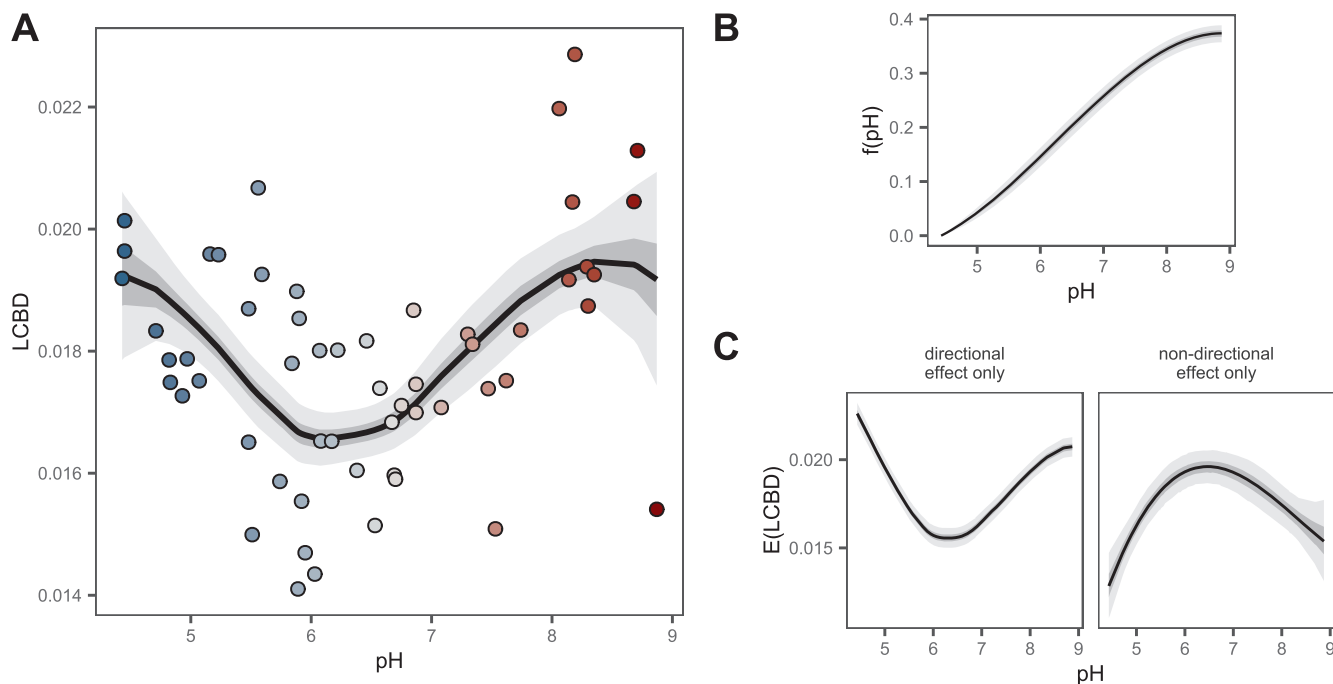 A
LCBD
0.022
0.020
0.018
0.016
0.014
5 6 7 8 9
pH
B
f(pH)
0.4
0.3
0.2
0.1
0.0
5 6 7 8 9
pH
C
directional
effect only
non-directional
effect only
E(LCBD)
0.020
0.015
5 6 7 8 9
5 6 7 8 9
pH